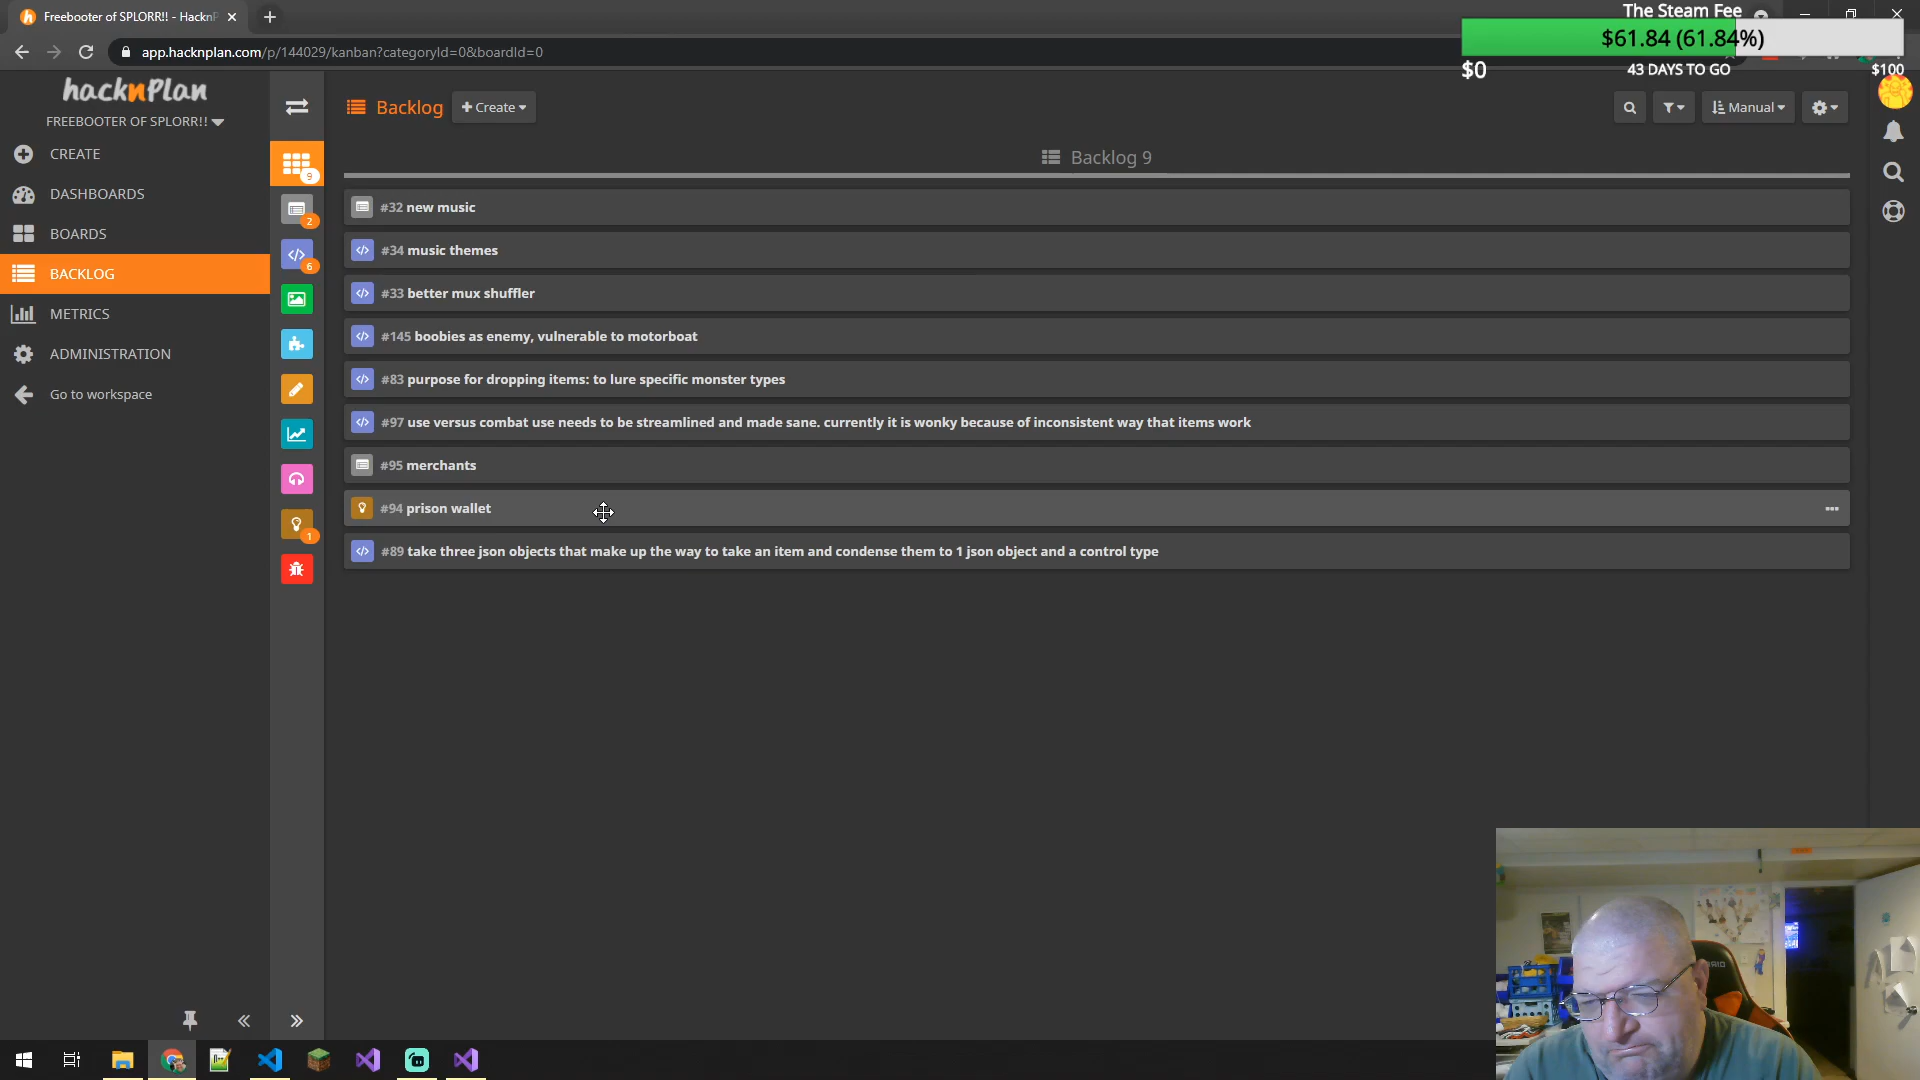 Freebooter of SPLORR!! - HacknP
app.hacknplan.com/p/144029/kanban?categoryId=0&boardId=0
The Steam Fee
$61.84 (61.84%)
$0
43 DAYS TO GO
$100
hacknPlan
FREEBOOTER OF SPLORR!!
CREATE
DASHBOARDS
BOARDS
BACKLOG
METRICS
ADMINISTRATION
Go to workspace
9
2
6
1
Backlog
+ Create
Manual
Backlog 9
#32 new music
#34 music themes
#33 better mux shuffler
#145 boobies as enemy, vulnerable to motorboat
#83 purpose for dropping items: to lure specific monster types
#97 use versus combat use needs to be streamlined and made sane. currently it is wonky because of inconsistent way that items work
#95 merchants
#94 prison wallet
#89 take three json objects that make up the way to take an item and condense them to 1 json object and a control type